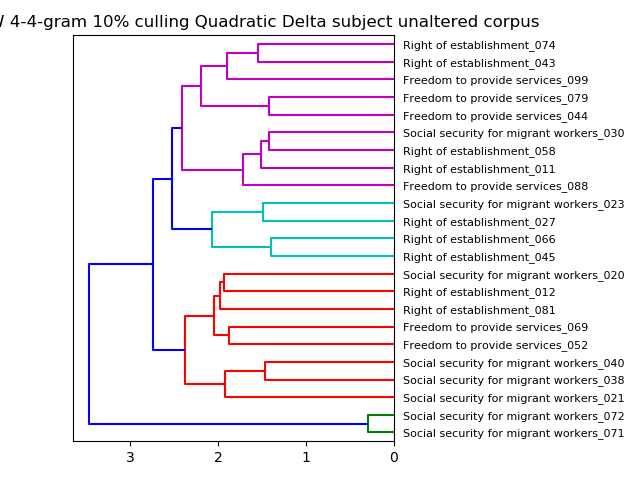 4-4-gram 10% culling Quadratic Delta subject unaltered corpus
Right of establishment_074
Right of establishment_043
Freedom to provide services_099
Freedom to provide services_079
Freedom to provide services_044
Social security for migrant workers_030
Right of establishment_058
Right of establishment_011
Freedom to provide services_088
Social security for migrant workers_023
Right of establishment_027
Right of establishment_066
Right of establishment_045
Social security for migrant workers_020
Right of establishment_012
Right of establishment_081
Freedom to provide services_069
Freedom to provide services_052
Social security for migrant workers_040
Social security for migrant workers_038
Social security for migrant workers_021
Social security for migrant workers_072
Social security for migrant workers_071
3 2 1 0